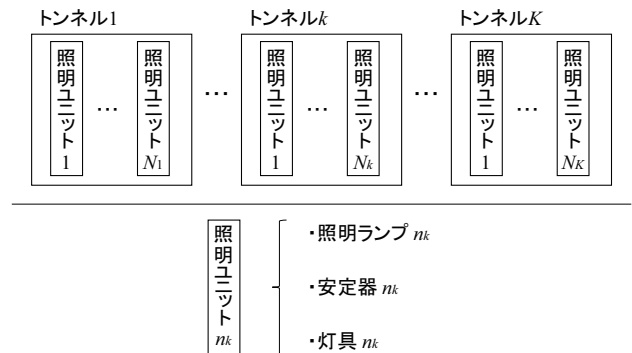 トンネル1
照明ユニット1
…
照明ユニットN1
…
トンネルk
照明ユニット1
…
照明ユニットNk
…
トンネルK
照明ユニット1
…
照明ユニットNK
照明ユニットnk
・照明ランプ nk
・安定器 nk
・灯具 nk